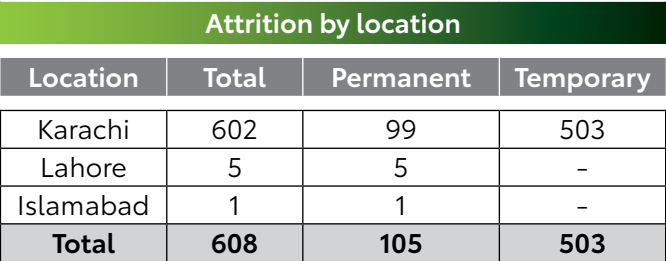 Attrition by location
Location Total Permanent Temporary
Karachi 602 99 503
Lahore 5 5 -
Islamabad 1 1 -
Total 608 105 503